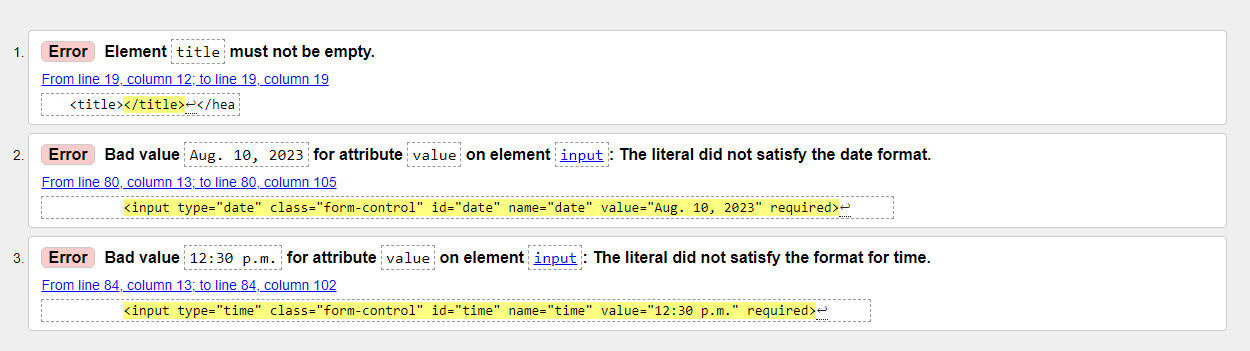 1. Error Element title must not be empty.
From line 19, column 12; to line 19, column 19
<title></title>↩</hea
2. Error Bad value Aug. 10, 2023 for attribute value on element input: The literal did not satisfy the date format.
From line 80, column 13; to line 80, column 105
<input type="date" class="form-control" id="date" name="date" value="Aug. 10, 2023" required>↩
3. Error Bad value 12:30 p.m. for attribute value on element input: The literal did not satisfy the format for time.
From line 84, column 13; to line 84, column 102
<input type="time" class="form-control" id="time" name="time" value="12:30 p.m." required>↩